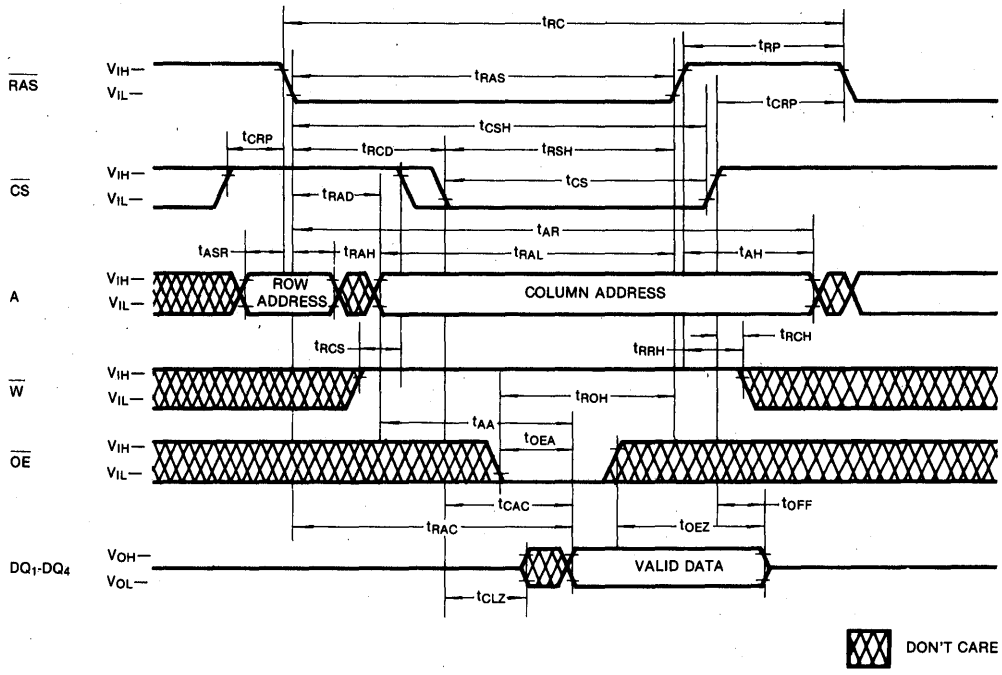 tRC
tRP
RAS
VIH—
VIL—
tRAS
tCRP
tCSH
tCRP
tRCD
tRSH
CS
VIH—
VIL—
tRAD
tCS
tAR
tASR
tRAH
tRAL
tAH
A
VIH—
VIL—
ROW
ADDRESS
COLUMN ADDRESS
tRCS
tRRH
tRCH
W
VIH—
VIL—
tROH
tAA
OE
VIH—
VIL—
tOEA
tCAC
tOFF
tRAC
tOEZ
DQ1-DQ4
VOH—
VOL—
VALID DATA
tCLZ
DON'T CARE